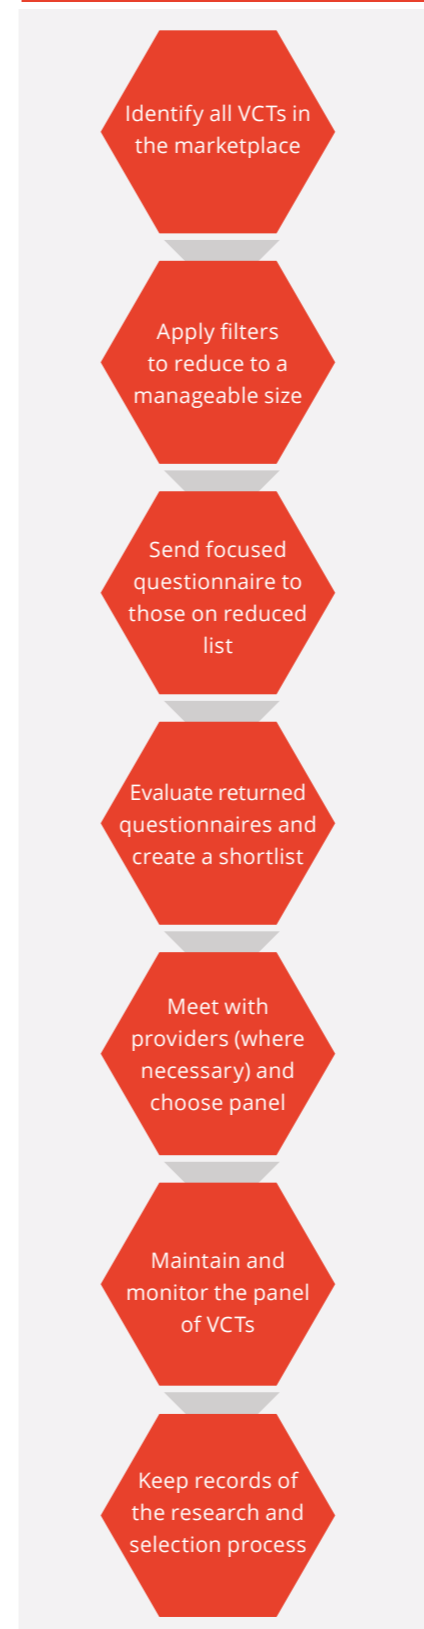 Identify all VCTs in
the marketplace
Apply filters
to reduce to a
manageable size
Send focused
questionnaire to
those on reduced
list
Evaluate returned
questionnaires and
create a shortlist
Meet with
providers (where
necessary) and
choose panel
Maintain and
monitor the panel
of VCTs
Keep records of
the research and
selection process